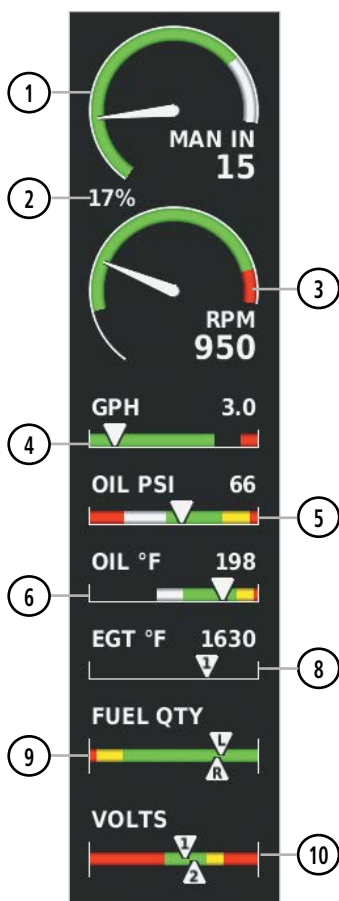 1
MAN IN
15
2
17%
3
RPM
950
GPH 3.0
4
OIL PSI 66
5
OIL °F 198
6
EGT °F 1630
1
8
FUEL QTY
L
9
R
VOLTS
1
10
2